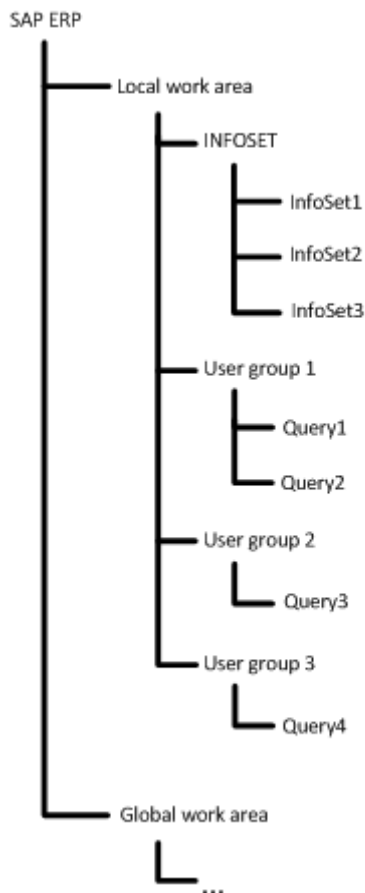 SAP ERP
Local work area
INFOSET
InfoSet1
InfoSet2
InfoSet3
User group 1
Query1
Query2
User group 2
Query3
User group 3
Query4
Global work area
...